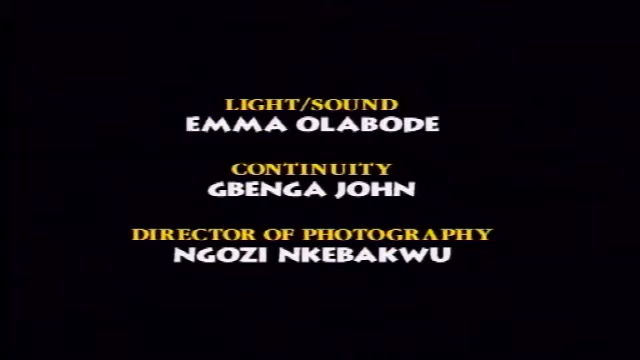 LIGHT/SOUND
EMMA OLABODE
CONTINUITY
GBENGA JOHN
DIRECTOR OF PHOTOGRAPHY
NGOZI NKEBAKWU